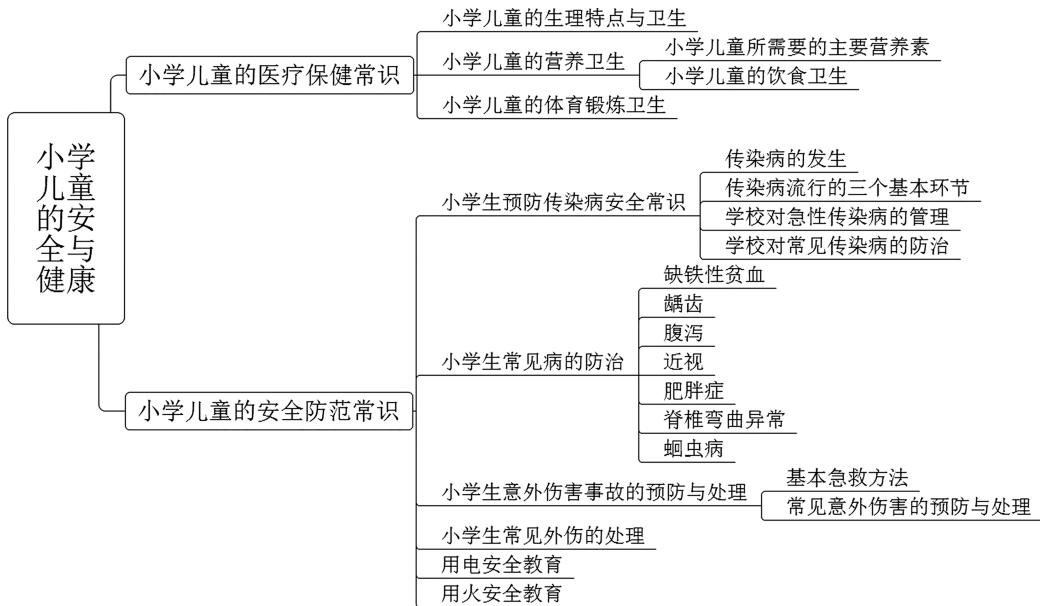 小学
儿童
的安
全与
健康
小学儿童的医疗保健常识
小学儿童的生理特点与卫生
小学儿童的营养卫生
小学儿童所需要的主要营养素
小学儿童的饮食卫生
小学儿童的体育锻炼卫生
小学儿童的安全防范常识
小学生预防传染病安全常识
传染病的发生
传染病流行的三个基本环节
学校对急性传染病的管理
学校对常见传染病的防治
小学生常见病的防治
缺铁性贫血
龋齿
腹泻
近视
肥胖症
脊椎弯曲异常
蛔虫病
小学生意外伤害事故的预防与处理
基本急救方法
常见意外伤害的预防与处理
小学生常见外伤的处理
用电安全教育
用火安全教育